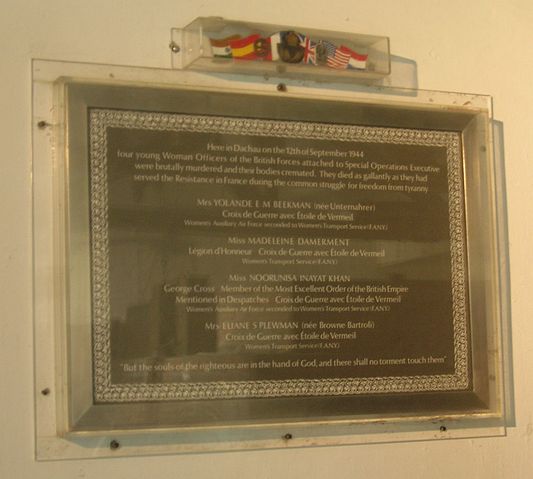 Here in Dachau on the 12th of September 1944
four young Woman Officers of the British Forces attached to Special Operations Executive
were brutally murdered and their bodies cremated. They died as gallantly as they had
served the Resistance in France during the common struggle for freedom from tyranny
Mrs YOLANDE E M BEEKMAN (née Unternahrer)
Croix de Guerre avec Étoile de Vermeil
Women's Auxiliary Air Force seconded to Women's Transport Service (F.A.N.Y.)
Miss MADELEINE DAMERMENT
Légion d'Honneur Croix de Guerre avec Étoile de Vermeil
Women's Transport Service (F.A.N.Y.)
Miss NOORUNISA INAYAT KHAN
George Cross Member of the Most Excellent Order of the British Empire
Mentioned in Despatches Croix de Guerre avec Étoile de Vermeil
Women's Auxiliary Air Force seconded to Women's Transport Service (F.A.N.Y.)
Mrs ELIANE S PLEWMAN (née Browne-Bartroli)
Croix de Guerre avec Étoile de Vermeil
Women's Transport Service (F.A.N.Y.)
"But the souls of the righteous are in the hand of God, and there shall no torment touch them"